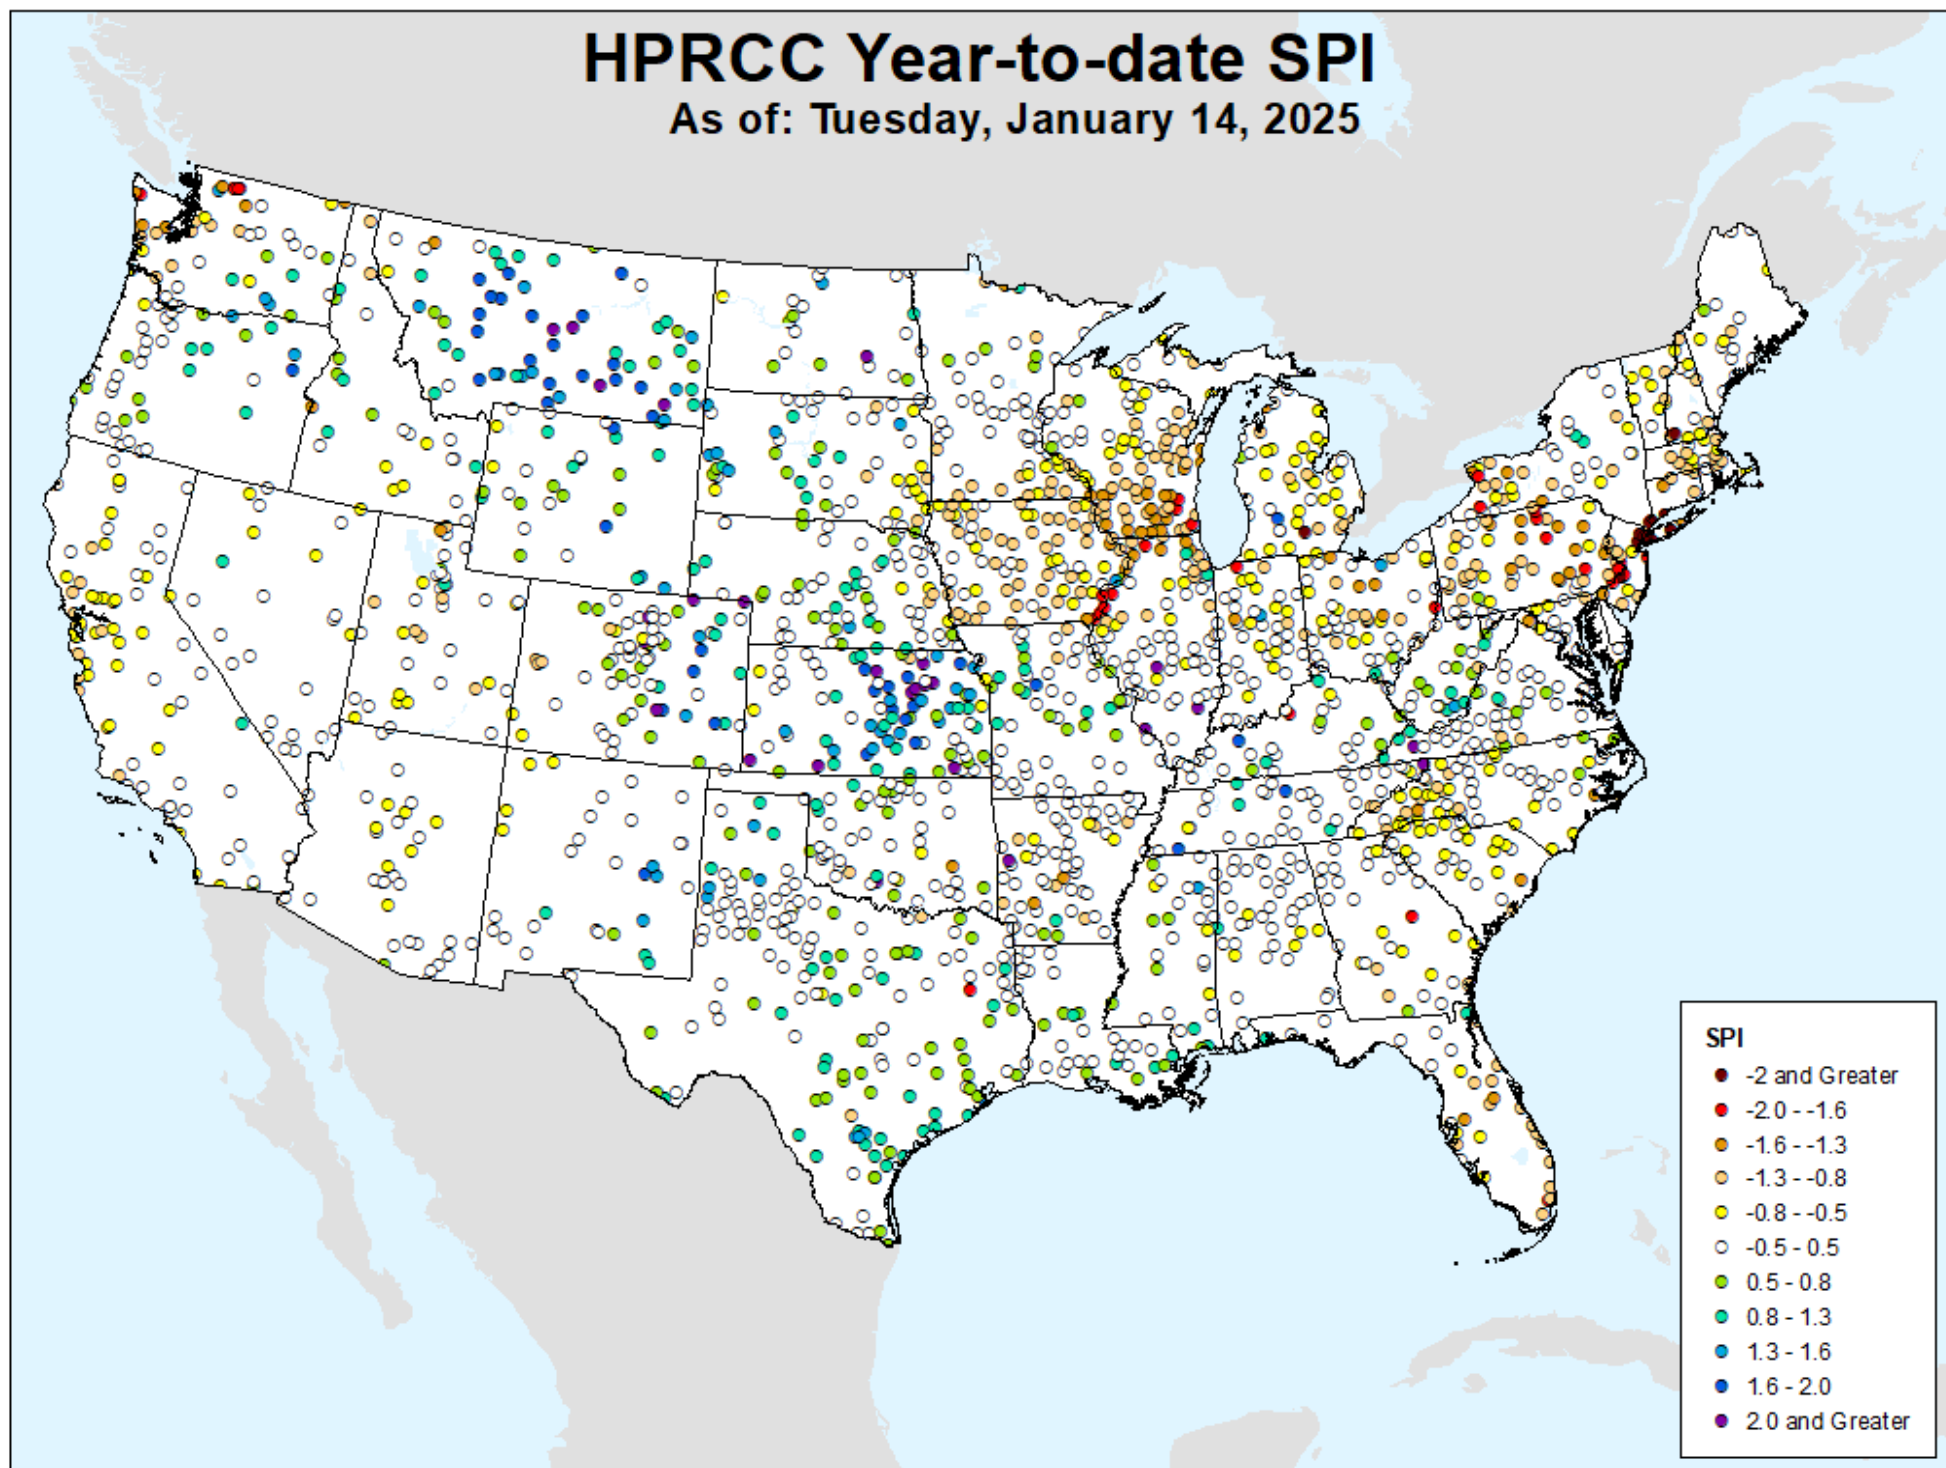 HPRCC Year-to-date SPI
As of: Tuesday, January 14, 2025
SPI
-2 and Greater
-2.0 - -1.6
-1.6 - -1.3
-1.3 - -0.8
-0.8 - -0.5
-0.5 - 0.5
0.5 - 0.8
0.8 - 1.3
1.3 - 1.6
1.6 - 2.0
2.0 and Greater